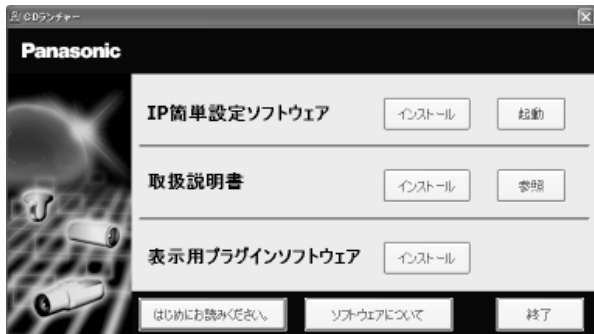 CDランチャー
Panasonic
IP簡単設定ソフトウェア インストール 起動
取扱説明書 インストール 参照
表示用プラグインソフトウェア インストール
はじめにお読みください。 ソフトウェアについて 終了